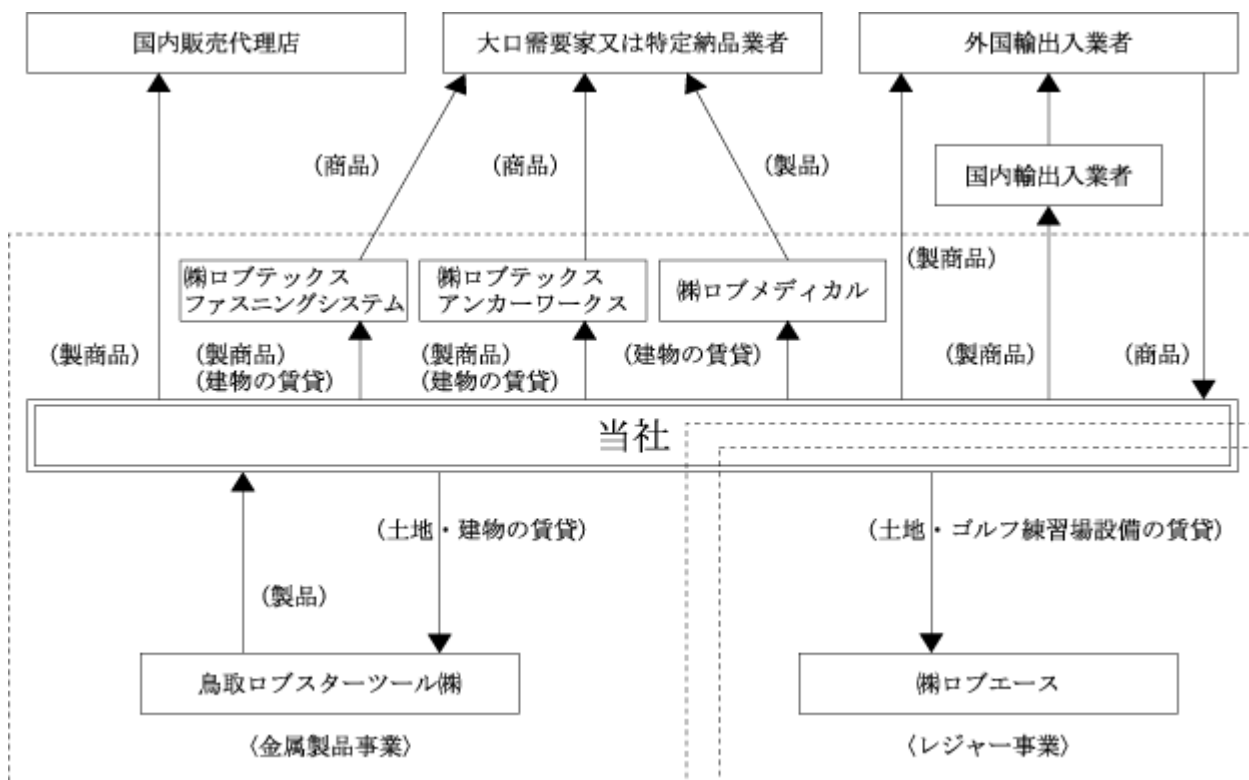 国内販売代理店
大口需要家又は特定納品業者
外国輸出入業者
(商品)
(商品)
(製品)
国内輸出入業者
(製商品)
㈱ロブテックス
ファスニングシステム
㈱ロブテックス
アンカーワークス
㈱ロブメディカル
(製商品)
(製商品)
(建物の賃貸)
(製商品)
(建物の賃貸)
(建物の賃貸)
(製商品)
(商品)
当社
(土地・建物の賃貸)
(土地・ゴルフ練習場設備の賃貸)
(製品)
鳥取ロブスターツール㈱
㈱ロブエース
〈金属製品事業〉
〈レジャー事業〉